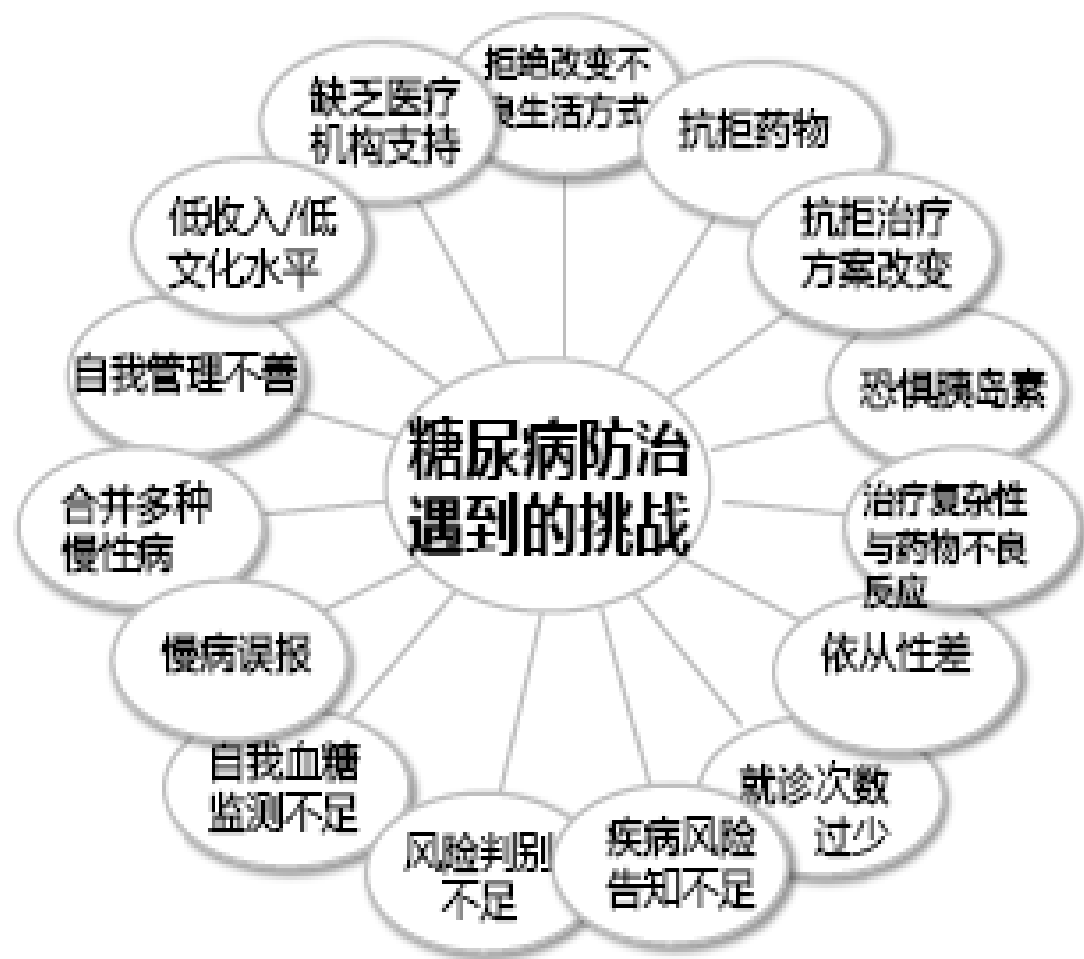 糖尿病防治
遇到的挑战
拒绝改变不
良生活方式
抗拒药物
抗拒治疗
方案改变
恐惧胰岛素
治疗复杂性
与药物不良
反应
依从性差
就诊次数
过少
疾病风险
告知不足
风险判别
不足
自我血糖
监测不足
慢病误报
合并多种
慢性病
自我管理不善
低收入/低
文化水平
缺乏医疗
机构支持